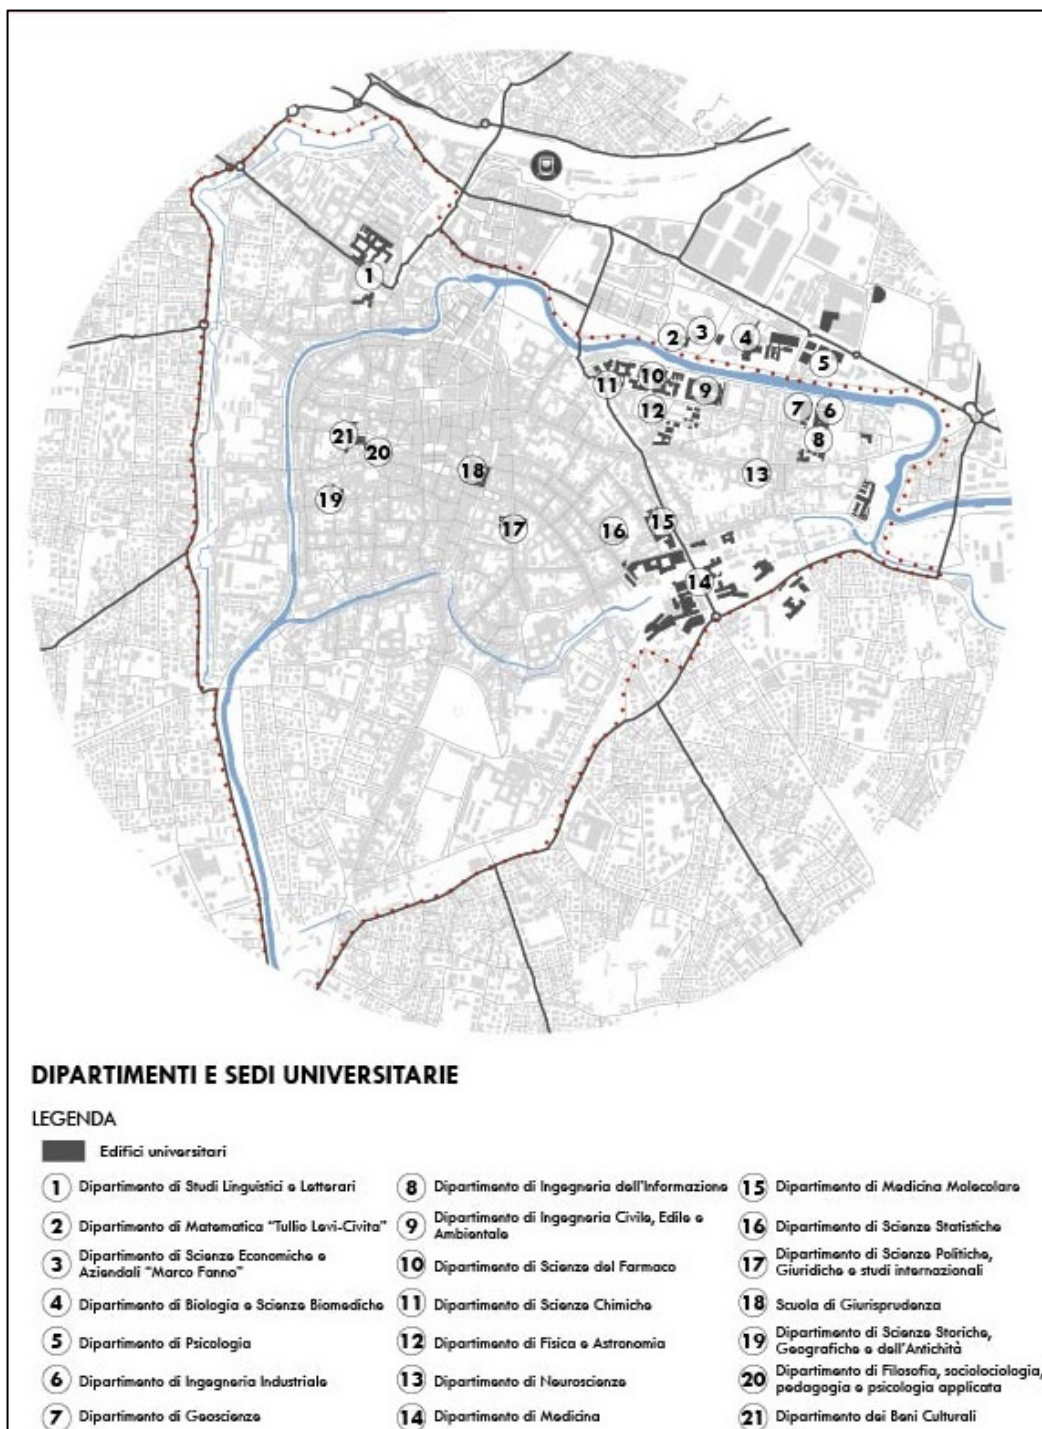 1
2
3
4
5
11
10
9
12
7
6
8
21
20
18
13
19
17
16
15
14
DIPARTIMENTI E SEDI UNIVERSITARIE
LEGENDA
Edifici universitari
1 Dipartimento di Studi Linguistici e Letterari
2 Dipartimento di Matematica "Tullio Levi-Civita"
3 Dipartimento di Scienze Economiche e
Aziendali "Marco Fanno"
4 Dipartimento di Biologia e Scienze Biomediche
5 Dipartimento di Psicologia
6 Dipartimento di Ingegneria Industriale
7 Dipartimento di Geoscienze
8 Dipartimento di Ingegneria dell'Informazione
9 Dipartimento di Ingegneria Civile, Edile e
Ambientale
10 Dipartimento di Scienze del Farmaco
11 Dipartimento di Scienze Chimiche
12 Dipartimento di Fisica e Astronomia
13 Dipartimento di Neuroscienze
14 Dipartimento di Medicina
15 Dipartimento di Medicina Molecolare
16 Dipartimento di Scienze Statistiche
17 Dipartimento di Scienze Politiche,
Giuridiche e studi internazionali
18 Scuola di Giurisprudenza
19 Dipartimento di Scienze Storiche,
Geografiche e dell'Antichità
20 Dipartimento di Filosofia, sociolociologia,
pedagogia e psicologia applicata
21 Dipartimento dei Beni Culturali